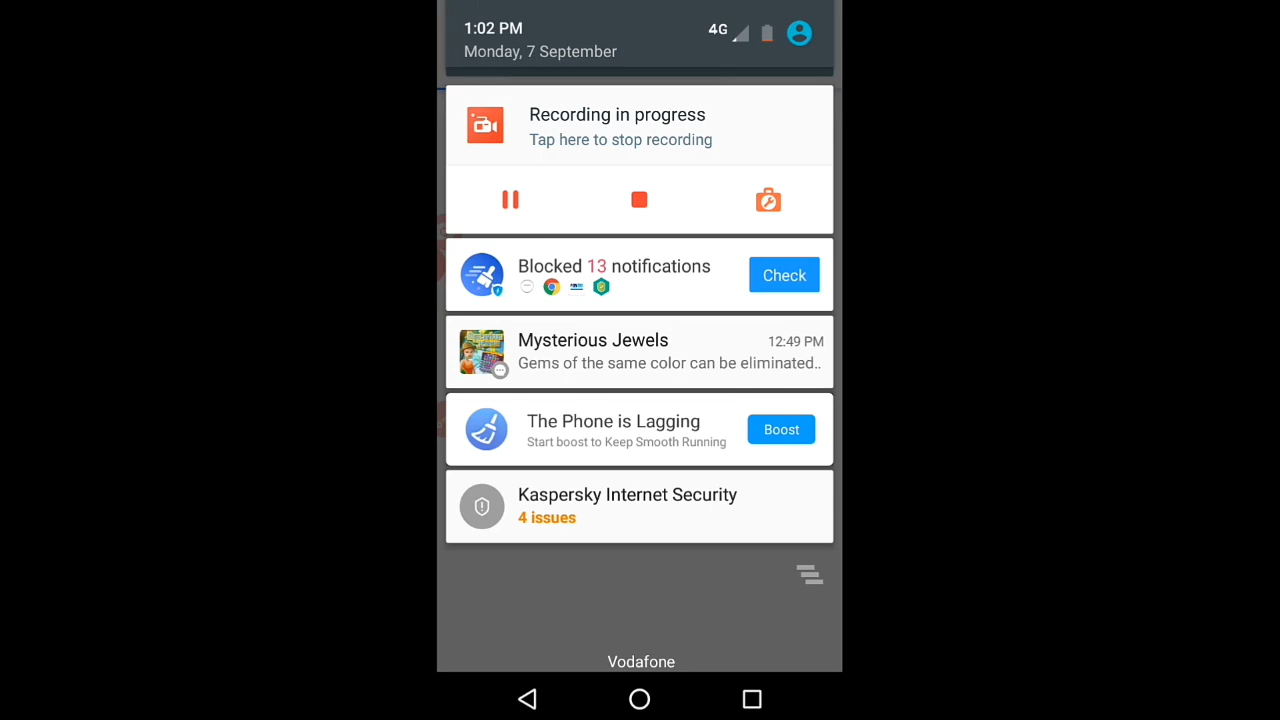 1:02 PM
4G
Monday, 7 September
Recording in progress
Tap here to stop recording
Blocked 13 notifications
Check
Mysterious Jewels
12:49 PM
Gems of the same color can be eliminated..
The Phone is Lagging
Start boost to Keep Smooth Running
Boost
Kaspersky Internet Security
4 issues
Vodafone